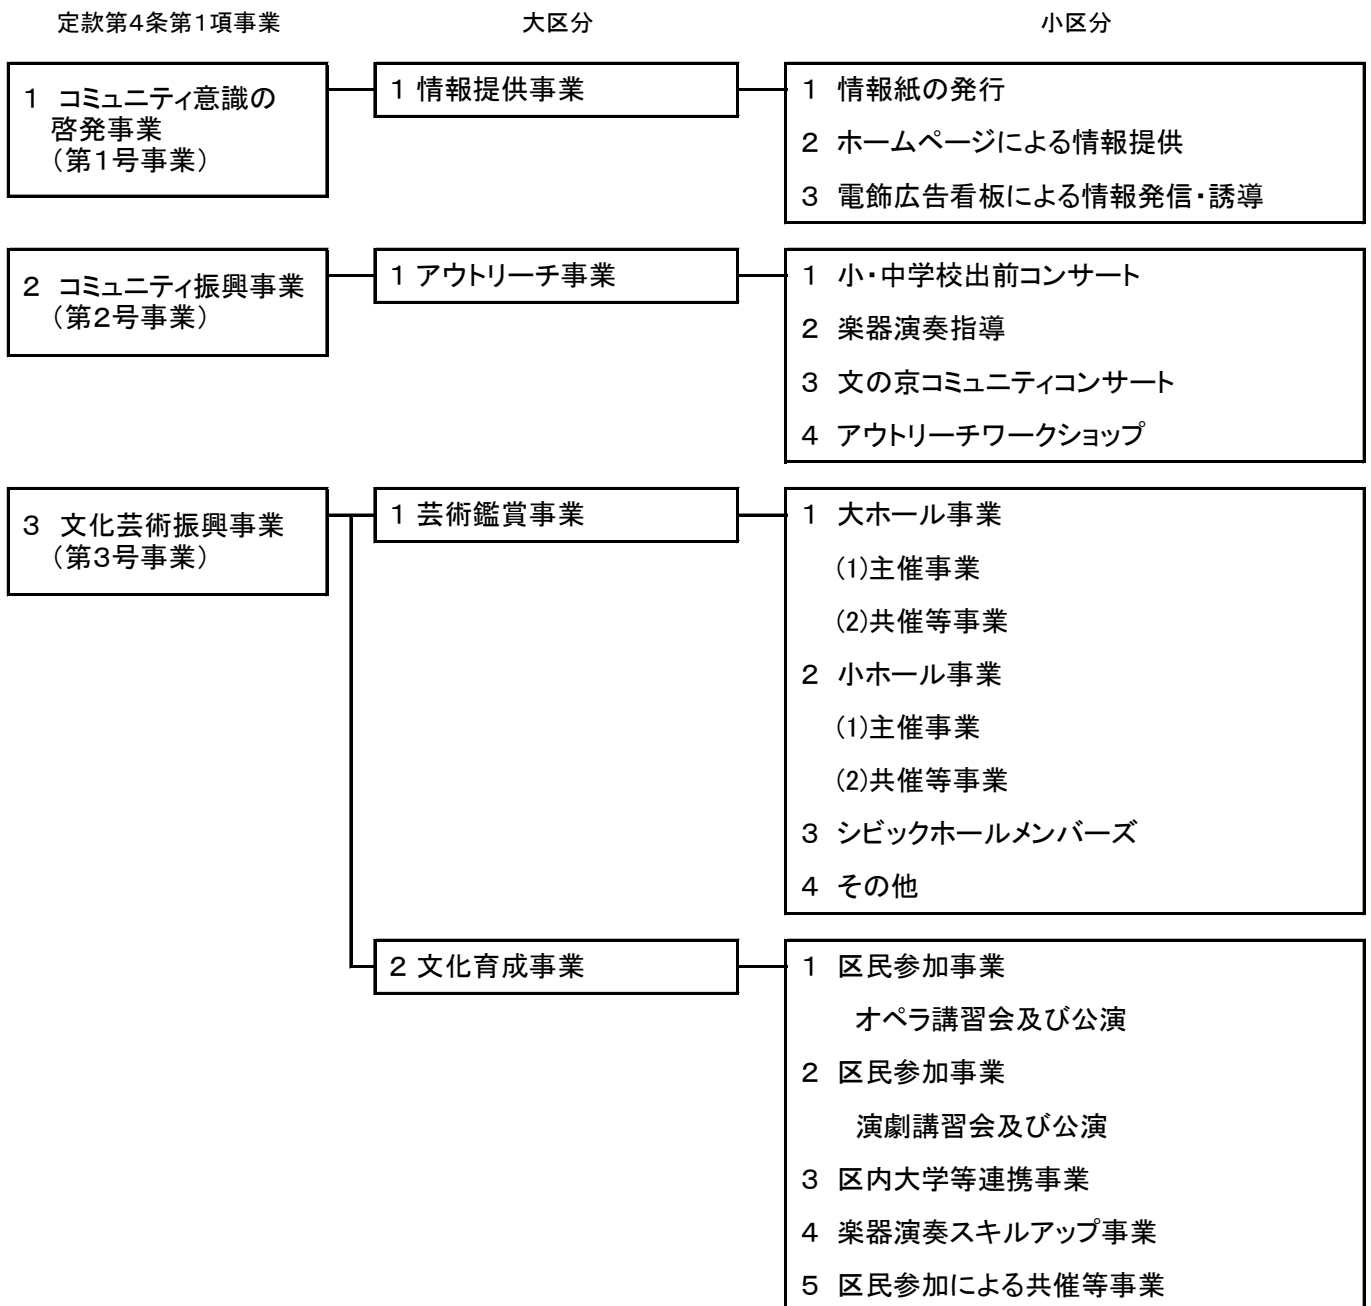 定款第4条第1項事業
大区分
小区分
1 コミュニティ意識の
啓発事業
(第1号事業)
1 情報提供事業
1 情報紙の発行
2 ホームページによる情報提供
3 電飾広告看板による情報発信・誘導
2 コミュニティ振興事業
(第2号事業)
1 アウトリーチ事業
1 小・中学校出前コンサート
2 楽器演奏指導
3 文の京コミュニティコンサート
4 アウトリーチワークショップ
3 文化芸術振興事業
(第3号事業)
1 芸術鑑賞事業
1 大ホール事業
(1)主催事業
(2)共催等事業
2 小ホール事業
(1)主催事業
(2)共催等事業
3 シビックホールメンバーズ
4 その他
2 文化育成事業
1 区民参加事業
オペラ講習会及び公演
2 区民参加事業
演劇講習会及び公演
3 区内大学等連携事業
4 楽器演奏スキルアップ事業
5 区民参加による共催等事業